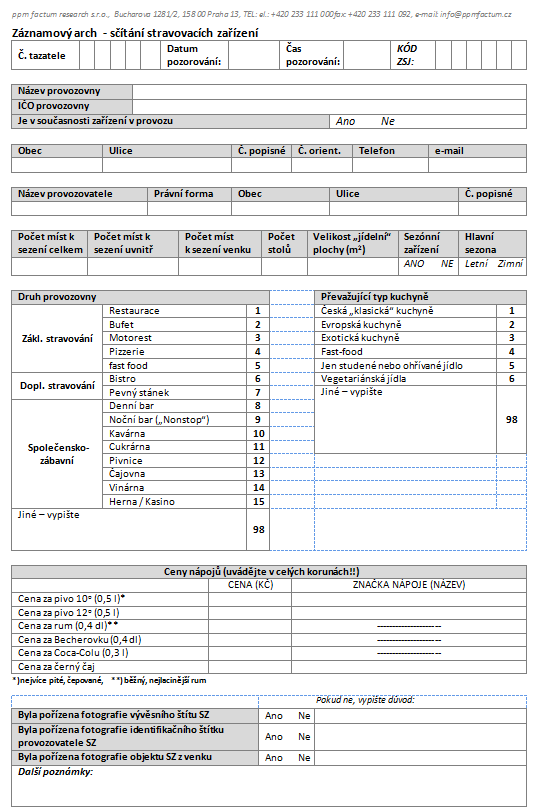 ppm factum research s.r.o., Bucharova 1281/2, 158 00 Praha 13, TEL: el.: +420 233 111 000fax: +420 233 111 092, e-mail: info@ppmfactum.cz
Záznamový arch - sčítání stravovacích zařízení
Č. tazatele Datum pozorování: Čas pozorování: KÓD ZSJ:
Název provozovny
IČO provozovny
Je v současnosti zařízení v provozu Ano Ne
Obec Ulice Č. popisné Č. orient. Telefon e-mail
Název provozovatele Právní forma Obec Ulice Č. popisné
Počet míst k sezení celkem Počet míst k sezení uvnitř Počet míst k sezení venku Počet stolů Velikost „jídelní“ plochy (m²) Sezónní zařízení Hlavní sezona
ANO NE Letní Zimní
Druh provozovny Převažující typ kuchyně
Zákl. stravování
Restaurace 1 Česká „klasická“ kuchyně 1
Bufet 2 Evropská kuchyně 2
Motorest 3 Exotická kuchyně 3
Pizzerie 4 Fast-food 4
fast food 5 Jen studené nebo ohřívané jídlo 5
Dopl. stravování
Bistro 6 Vegetariánská jídla 6
Pevný stánek 7 Jiné – vypište 98
Společensko-zábavní
Denní bar 8
Noční bar („Nonstop“) 9
Kavárna 10
Cukrárna 11
Pivnice 12
Čajovna 13
Vinárna 14
Herna / Kasino 15
Jiné – vypište 98
Ceny nápojů (uvádějte v celých korunách!!)
CENA (KČ) ZNAČKA NÁPOJE (NÁZEV)
Cena za pivo 10º (0,5 l)*
Cena za pivo 12º (0,5 l)
Cena za rum (0,4 dl)** ---------------------
Cena za Becherovku (0,4 dl) ---------------------
Cena za Coca-Colu (0,3 l) ---------------------
Cena za černý čaj
*)nejvíce pité, čepované, **) běžný, nejlacinější rum
Pokud ne, vypište důvod:
Byla pořízena fotografie vývěsního štítu SZ Ano Ne
Byla pořízena fotografie identifikačního štítku provozovatele SZ Ano Ne
Byla pořízena fotografie objektu SZ z venku Ano Ne
Další poznámky: